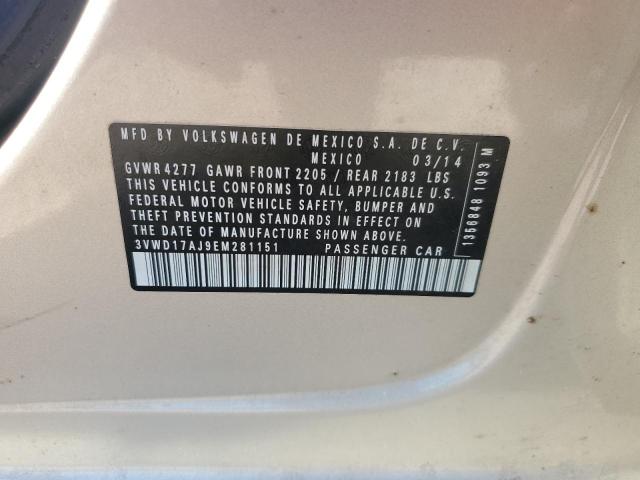 MFD BY VOLKSWAGEN DE MEXICO S.A. DE C.V.
MEXICO 03/14
GVWR 4277 GAWR FRONT 2205 / REAR 2183 LBS
THIS VEHICLE CONFORMS TO ALL APPLICABLE U.S.
FEDERAL MOTOR VEHICLE SAFETY, BUMPER AND
THEFT PREVENTION STANDARDS IN EFFECT ON
THE DATE OF MANUFACTURE SHOWN ABOVE.
3VWD17AJ9EM281151 PASSENGER CAR
1356848 1093 M